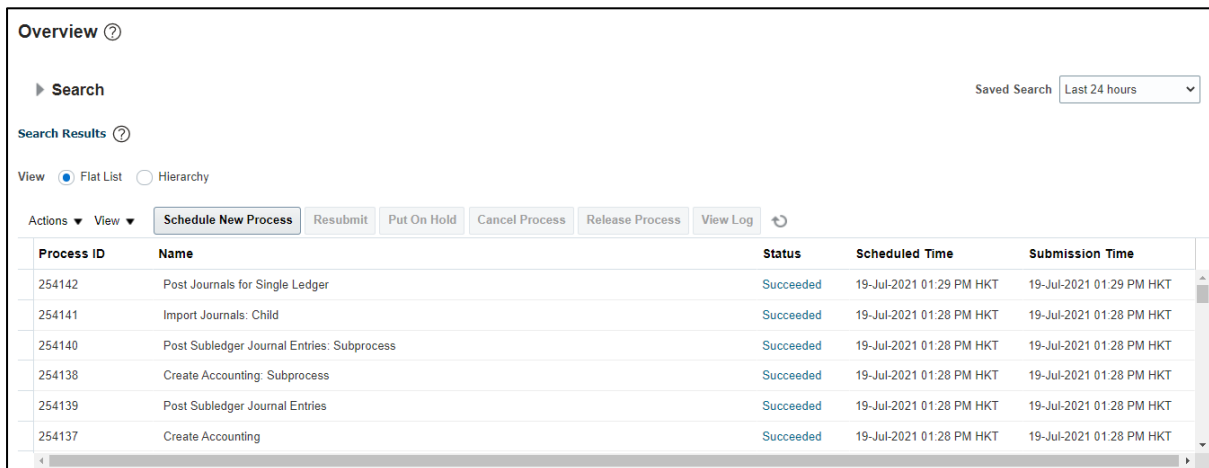 Overview ?
Search Saved Search Last 24 hours
Search Results ?
View Flat List Hierarchy
Actions View Schedule New Process Resubmit Put On Hold Cancel Process Release Process View Log
Process ID Name Status Scheduled Time Submission Time
254142 Post Journals for Single Ledger Succeeded 19-Jul-2021 01:29 PM HKT 19-Jul-2021 01:29 PM HKT
254141 Import Journals: Child Succeeded 19-Jul-2021 01:28 PM HKT 19-Jul-2021 01:28 PM HKT
254140 Post Subledger Journal Entries: Subprocess Succeeded 19-Jul-2021 01:28 PM HKT 19-Jul-2021 01:28 PM HKT
254138 Create Accounting: Subprocess Succeeded 19-Jul-2021 01:28 PM HKT 19-Jul-2021 01:28 PM HKT
254139 Post Subledger Journal Entries Succeeded 19-Jul-2021 01:28 PM HKT 19-Jul-2021 01:28 PM HKT
254137 Create Accounting Succeeded 19-Jul-2021 01:28 PM HKT 19-Jul-2021 01:28 PM HKT